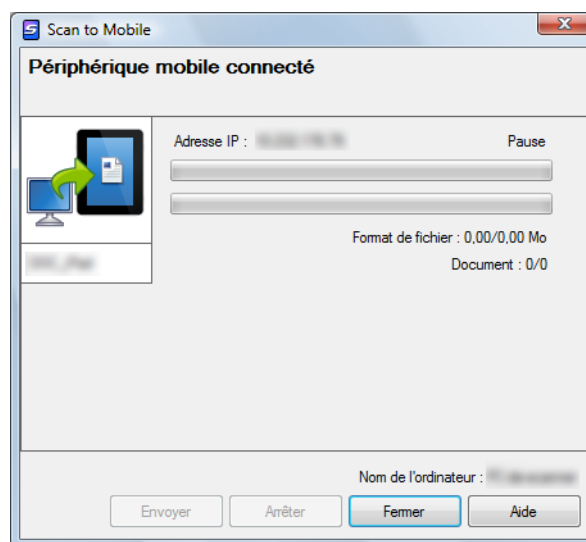 Scan to Mobile
Périphérique mobile connecté
Adresse IP : Pause
Format de fichier : 0,00/0,00 Mo
Document : 0/0
Nom de l'ordinateur :
Envoyer Arrêter Fermer Aide